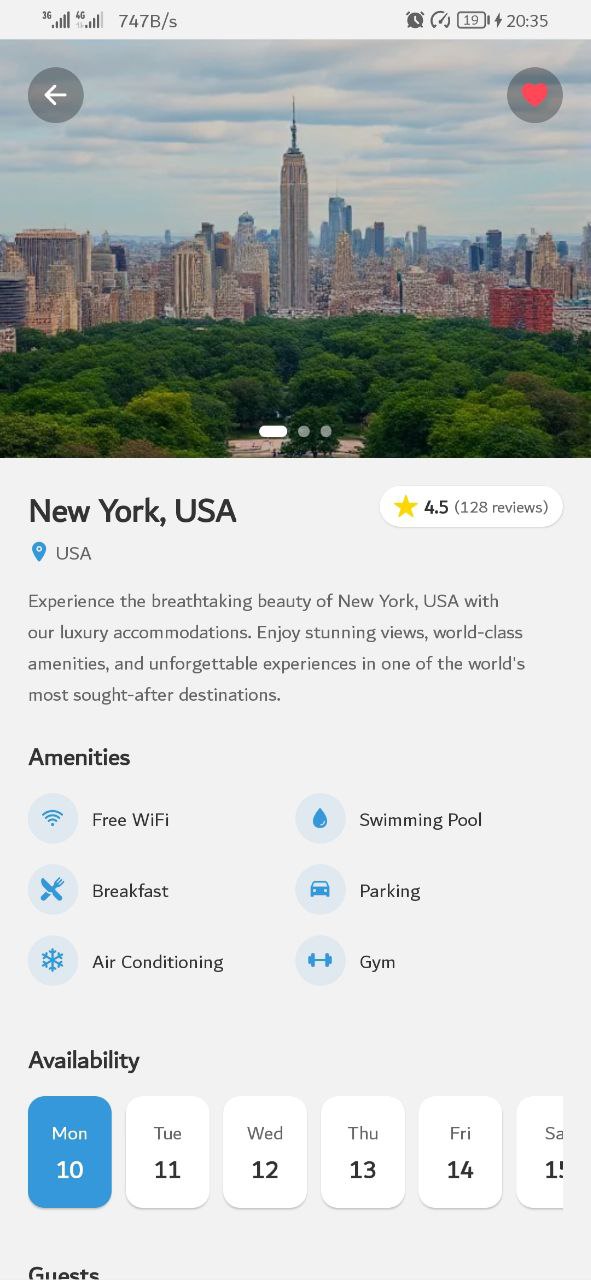 3G 4G 747B/s 19 20:35
New York, USA
4.5 (128 reviews)
USA
Experience the breathtaking beauty of New York, USA with
our luxury accommodations. Enjoy stunning views, world-class
amenities, and unforgettable experiences in one of the world's
most sought-after destinations.
Amenities
Free WiFi
Swimming Pool
Breakfast
Parking
Air Conditioning
Gym
Availability
Mon Tue Wed Thu Fri Sa
10 11 12 13 14 15
Guests